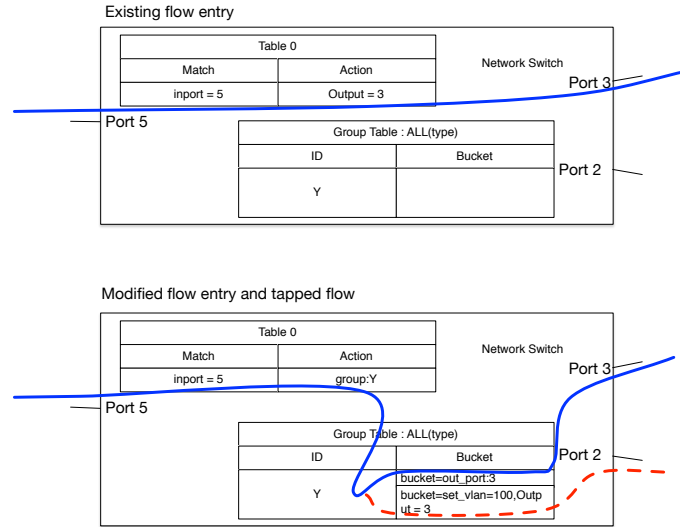 Existing flow entry
Table 0
Match Action
Network Switch
inport = 5 Output = 3
Port 3
Port 5
Group Table : ALL(type)
ID Bucket
Port 2
Y
Modified flow entry and tapped flow
Table 0
Match Action
Network Switch
inport = 5 group:Y
Port 3
Port 5
Group Table : ALL(type)
ID Bucket
Port 2
bucket=out_port:3
Y
bucket=set_vlan=100,Outp
ut = 3